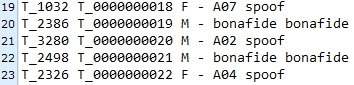 19 T_1032 T_0000000018 F - A07 spoof
20 T_2386 T_0000000019 M - bonafide bonafide
21 T_3280 T_0000000020 M - A02 spoof
22 T_2498 T_0000000021 M - bonafide bonafide
23 T_2326 T_0000000022 F - A04 spoof